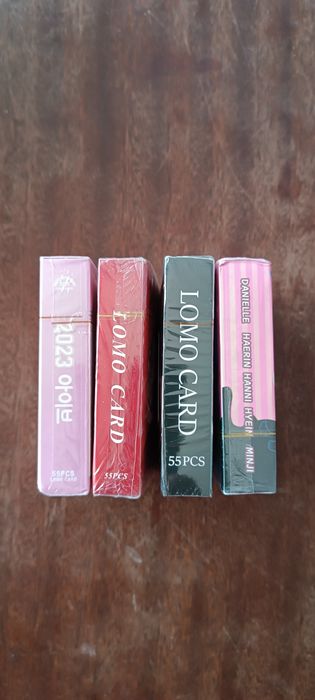 2023 아이브
55PCS
Lomo Card
LOMO CARD
55PCS
LOMO CARD
55PCS
DANIELLE HAERIN HANNI HYEIN MINJI